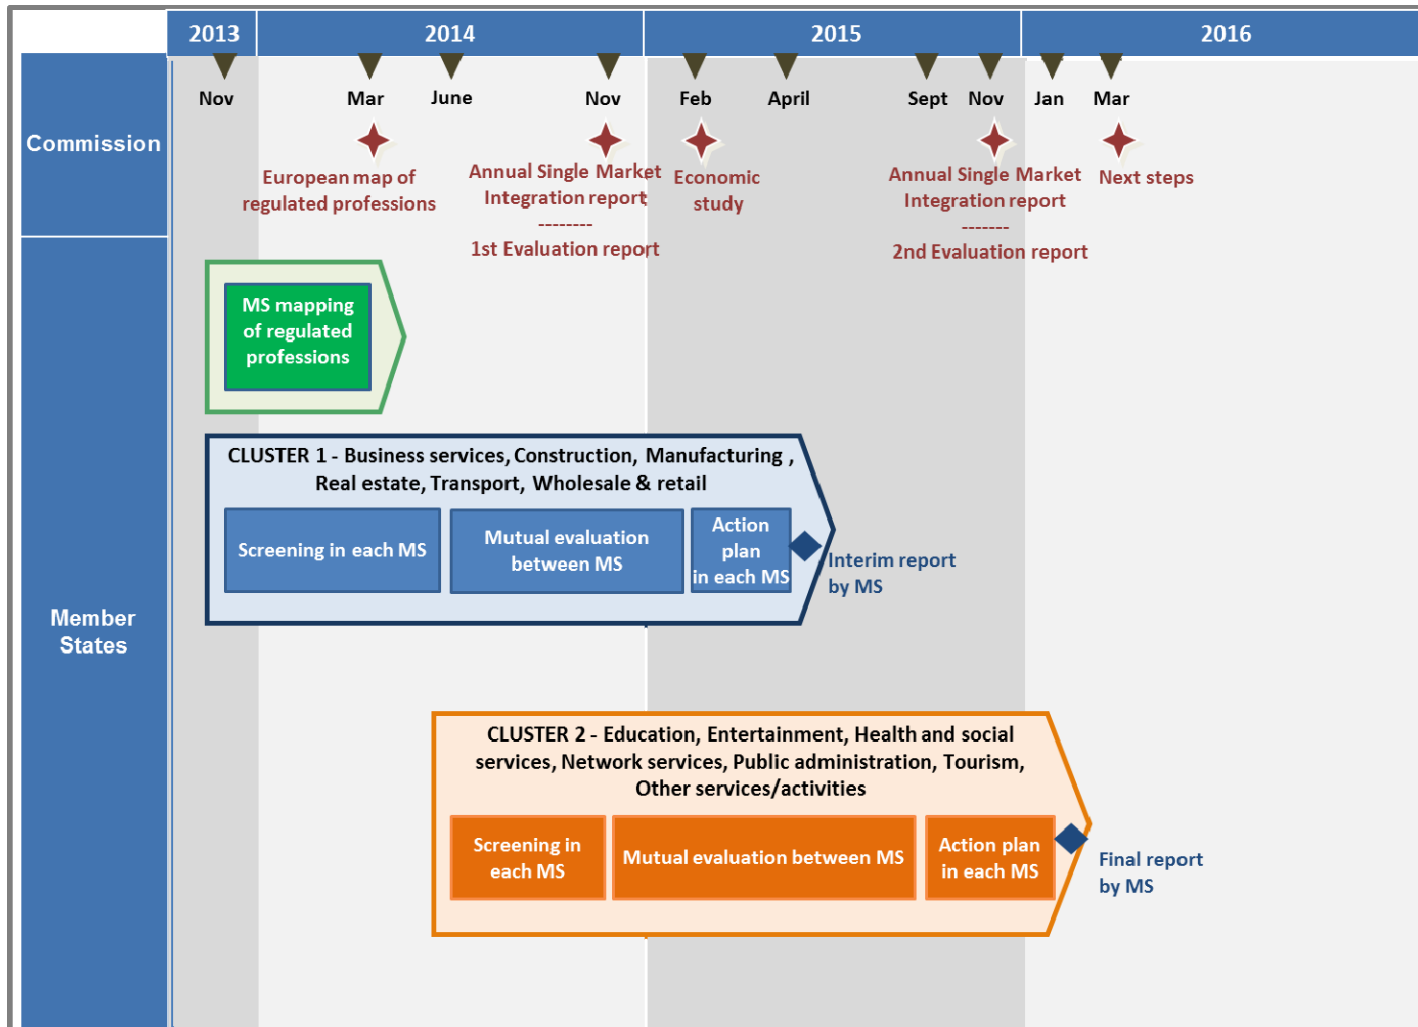 2013
2014
2015
2016
Nov
Mar
June
Nov
Feb
April
Sept
Nov
Jan
Mar
Commission
European map of
regulated professions
Annual Single Market
Integration report
--------
1st Evaluation report
Economic
study
Annual Single Market
Integration report
-------
2nd Evaluation report
Next steps
Member
States
MS mapping
of regulated
professions
CLUSTER 1 - Business services, Construction, Manufacturing ,
Real estate, Transport, Wholesale & retail
Screening in each MS
Mutual evaluation
between MS
Action
plan
in each MS
Interim report
by MS
CLUSTER 2 - Education, Entertainment, Health and social
services, Network services, Public administration, Tourism,
Other services/activities
Screening in
each MS
Mutual evaluation between MS
Action plan
in each MS
Final report
by MS